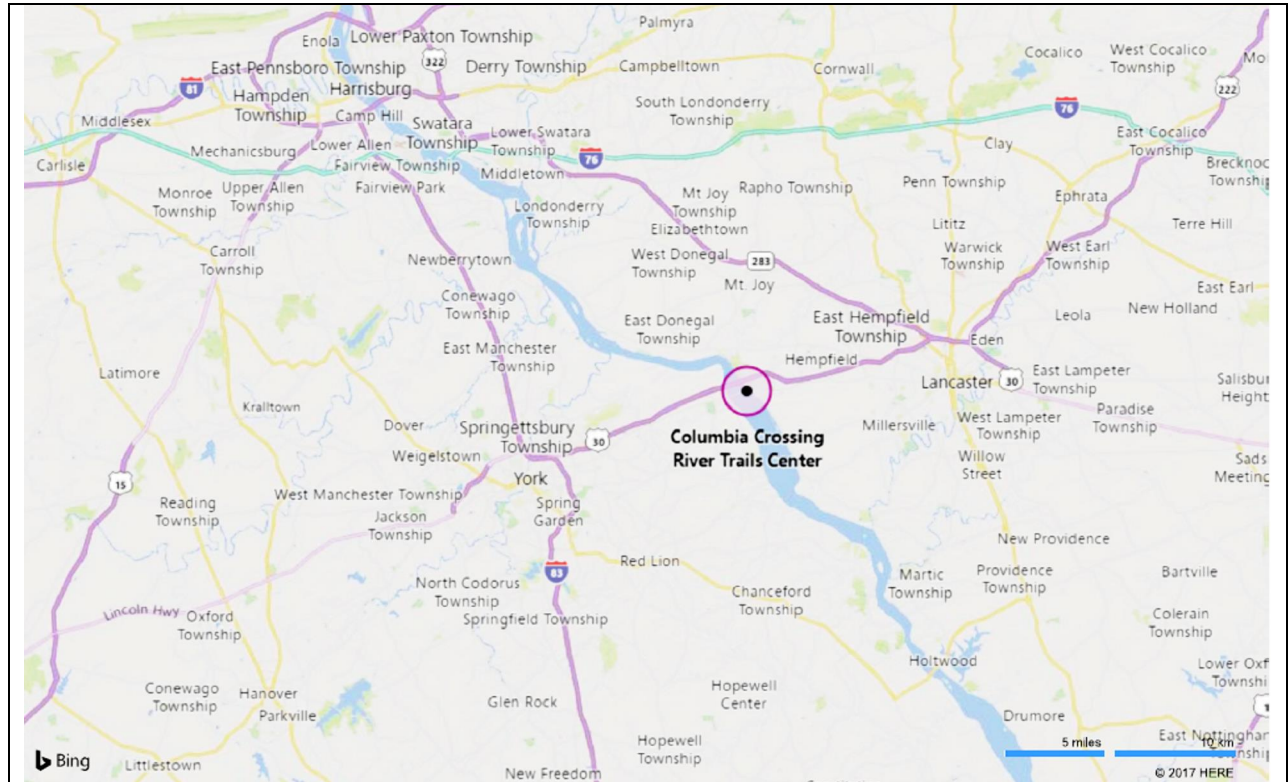 Palmyra
Enola
Lower Paxton Township
322
East Pennsboro Township
Derry Township
Campbelltown
Cornwall
Cocalico
West Cocalico
Township
Mo
81
Hampden
Township
Harrisburg
222
Middlesex
Camp Hill
Swatara
Township
South Londonderry
Township
76
Mechanicsburg
Lower Allen
Lower Swatara
Township
76
Clay
East Cocalico
Township
Carlisle
Fairview Township
Middletown
Brecknoc
Township
Monroe
Township
Upper Allen
Township
Fairview Park
Mt Joy
Township
Rapho Township
Penn Township
Ephrata
Londonderry
Township
Elizabethtown
Lititz
Terre Hill
Carroll
Township
Newberrytown
West Donegal
Township
283
Warwick
Township
West Earl
Township
Mt. Joy
Conewago
Township
East Earl
New Holland
East Donegal
Township
East Hempfield
Township
Leola
East Manchester
Township
Hempfield
Eden
Latimore
Lancaster
30
East Lampeter
Township
Salisbur
Height
Kralltown
Dover
Springettsbury
Township
30
Columbia Crossing
River Trails Center
Millersville
West Lampeter
Township
Paradise
Township
Weigelstown
Willow
Street
Sads
Meeting
15
York
Reading
Township
West Manchester Township
Spring
Garden
Jackson
Township
New Providence
Red Lion
83
North Codorus
Township
Chanceford
Township
Martic
Township
Providence
Township
Bartville
Lincoln Hwy
Oxford
Township
Springfield Township
Colerain
Township
Holtwood
Lower Oxf
Townshi
Conewago
Township
Hanover
Hopewell
Center
Glen Rock
Parkville
Drumore
1
East Nottingham
Township
Hopewell
Township
5 miles
10 km
Bing
Littlestown
New Freedom
© 2017 HERE